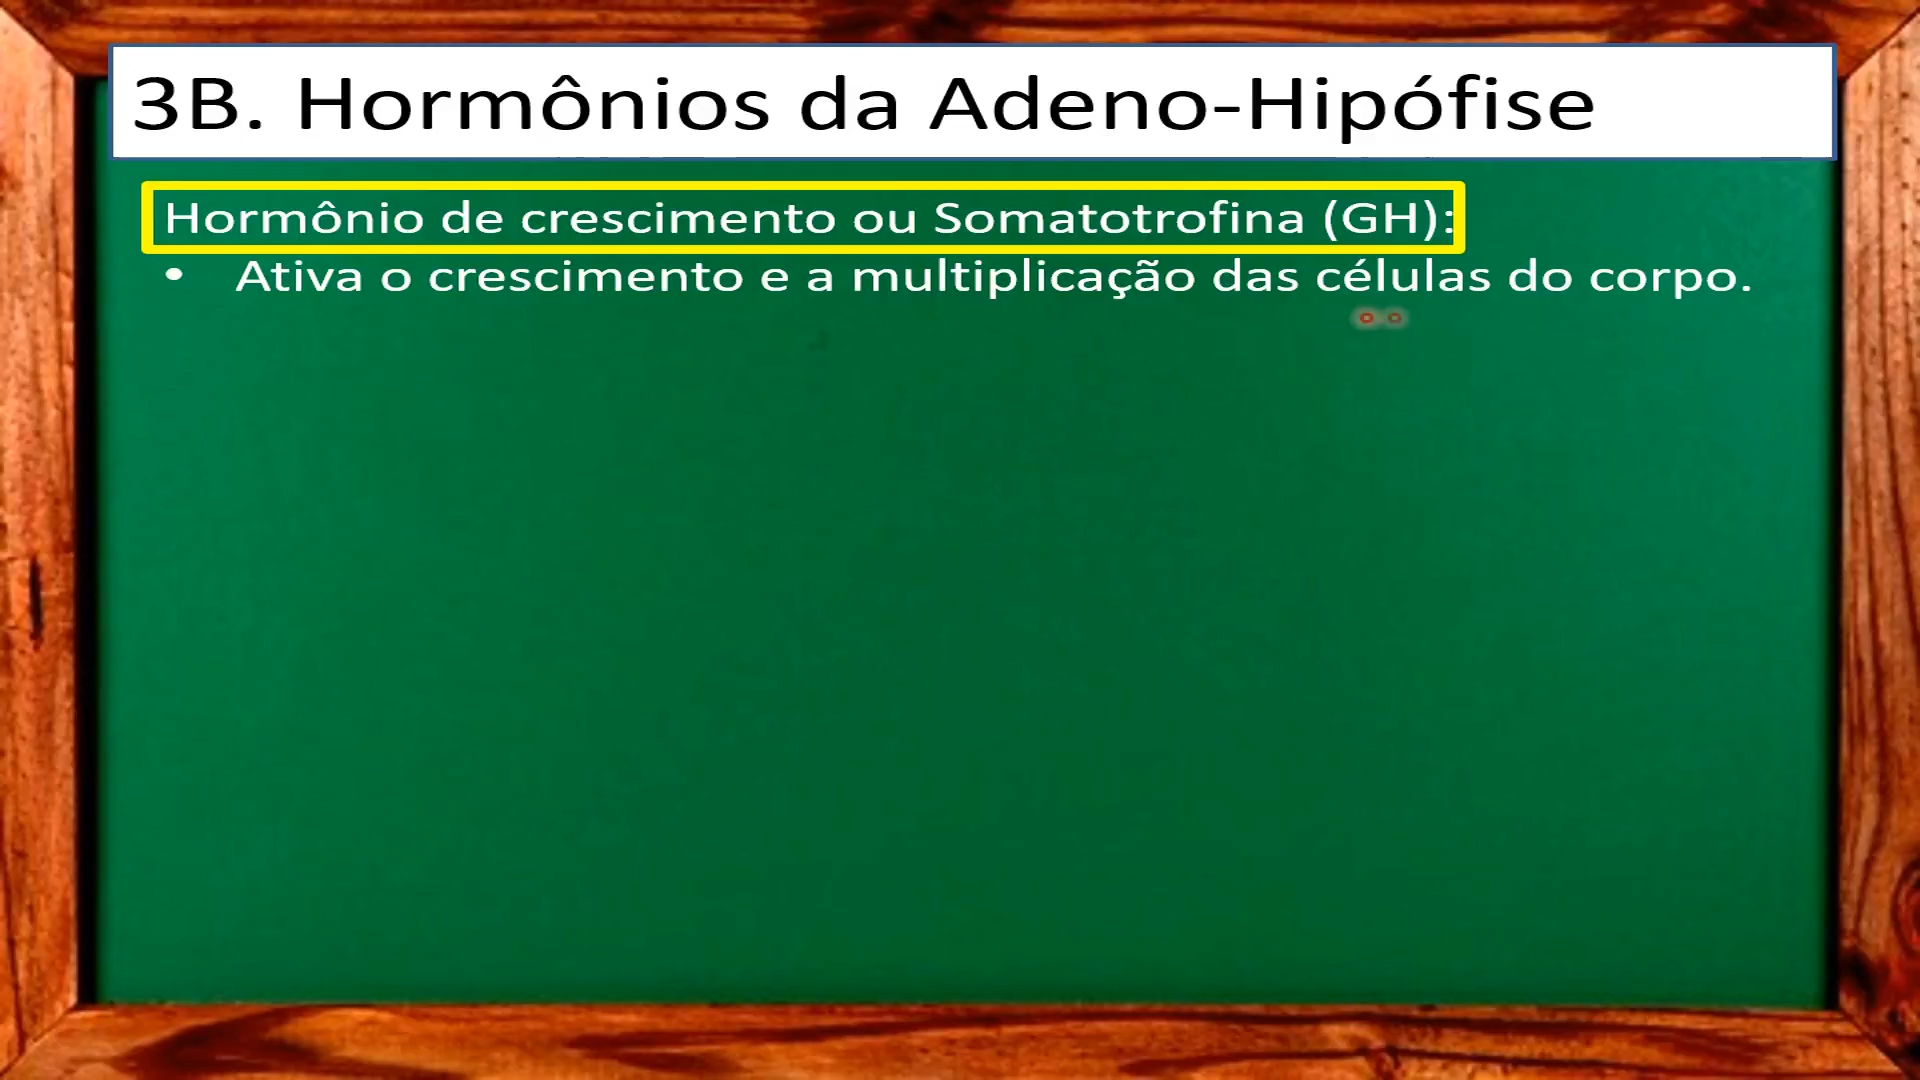 3B. Hormônios da Adeno-Hipófise
Hormônio de crescimento ou Somatotrofina (GH):
• Ativa o crescimento e a multiplicação das células do corpo.